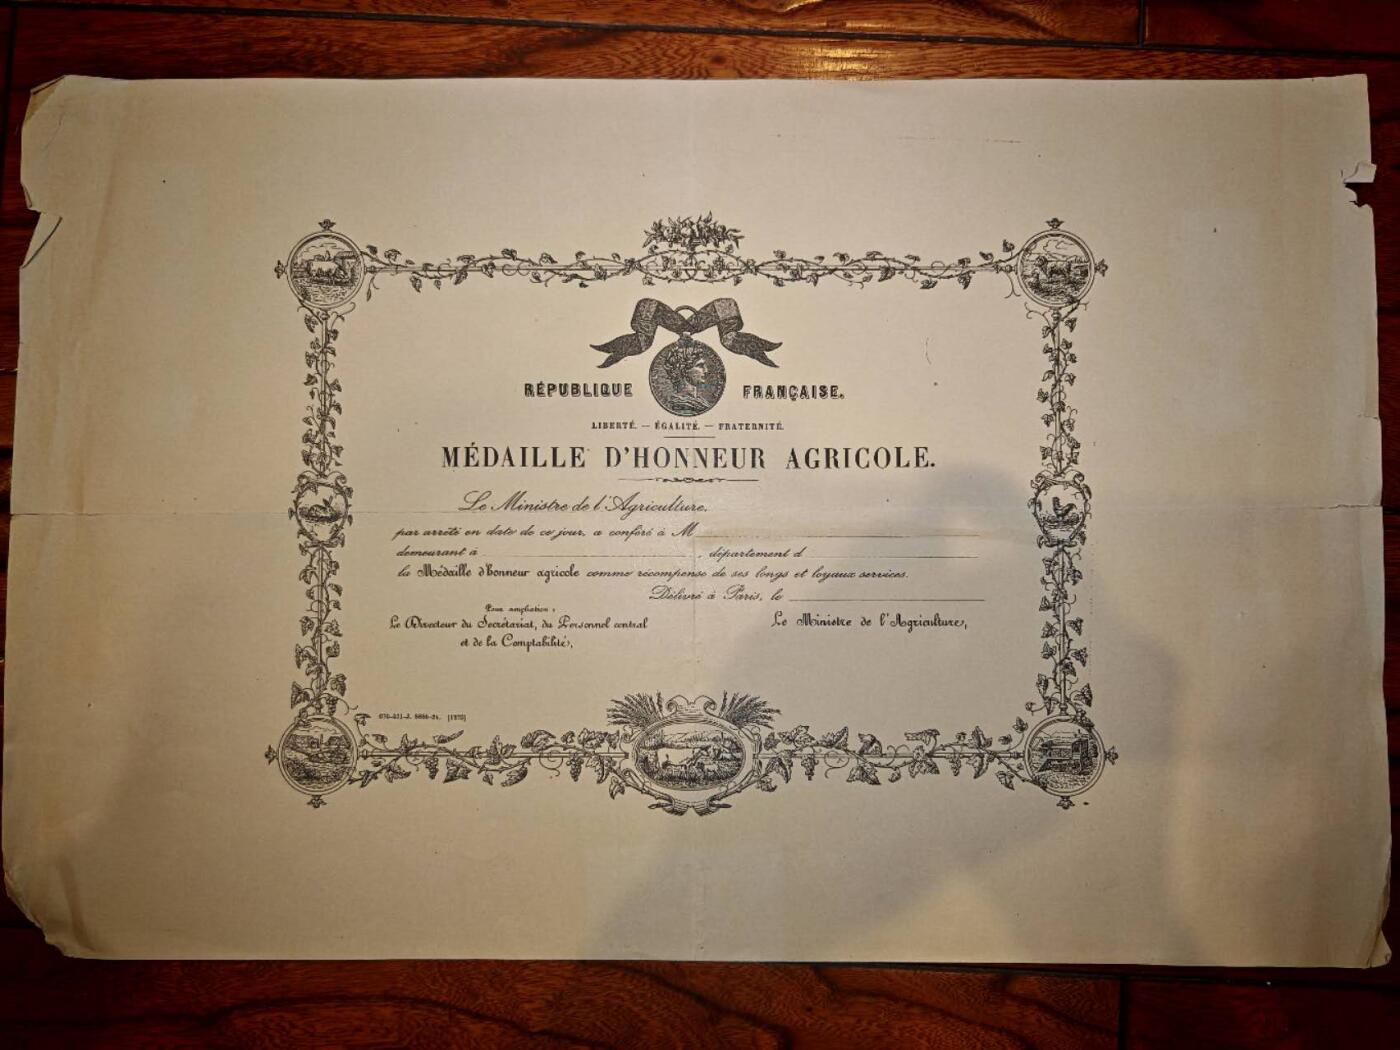 RÉPUBLIQUE FRANÇAISE.
LIBERTÉ. — ÉGALITÉ. — FRATERNITÉ.
MÉDAILLE D'HONNEUR AGRICOLE.
Le Ministre de l'Agriculture,
par arrêté en date de ce jour, a conféré à M
demeurant à , département d
la Médaille d'honneur agricole comme récompense de ses longs et loyaux services.
Délivré à Paris, le
Pour ampliation :
Le Directeur du Secrétariat, du Personnel central
et de la Comptabilité,
Le Ministre de l'Agriculture,